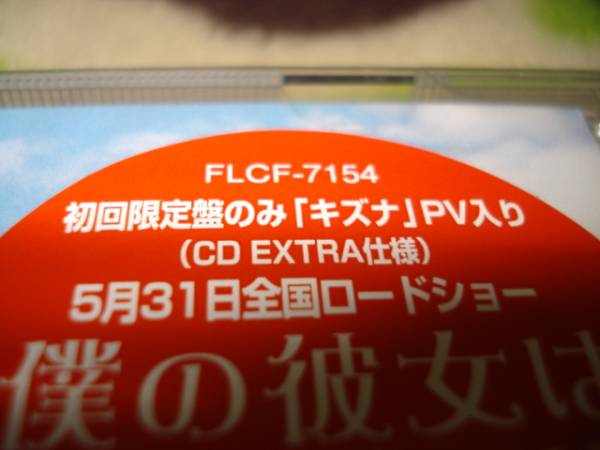 FLCF-7154
初回限定盤のみ「キズナ」PV入り
(CD EXTRA仕様)
5月31日全国ロードショー
僕の彼女は